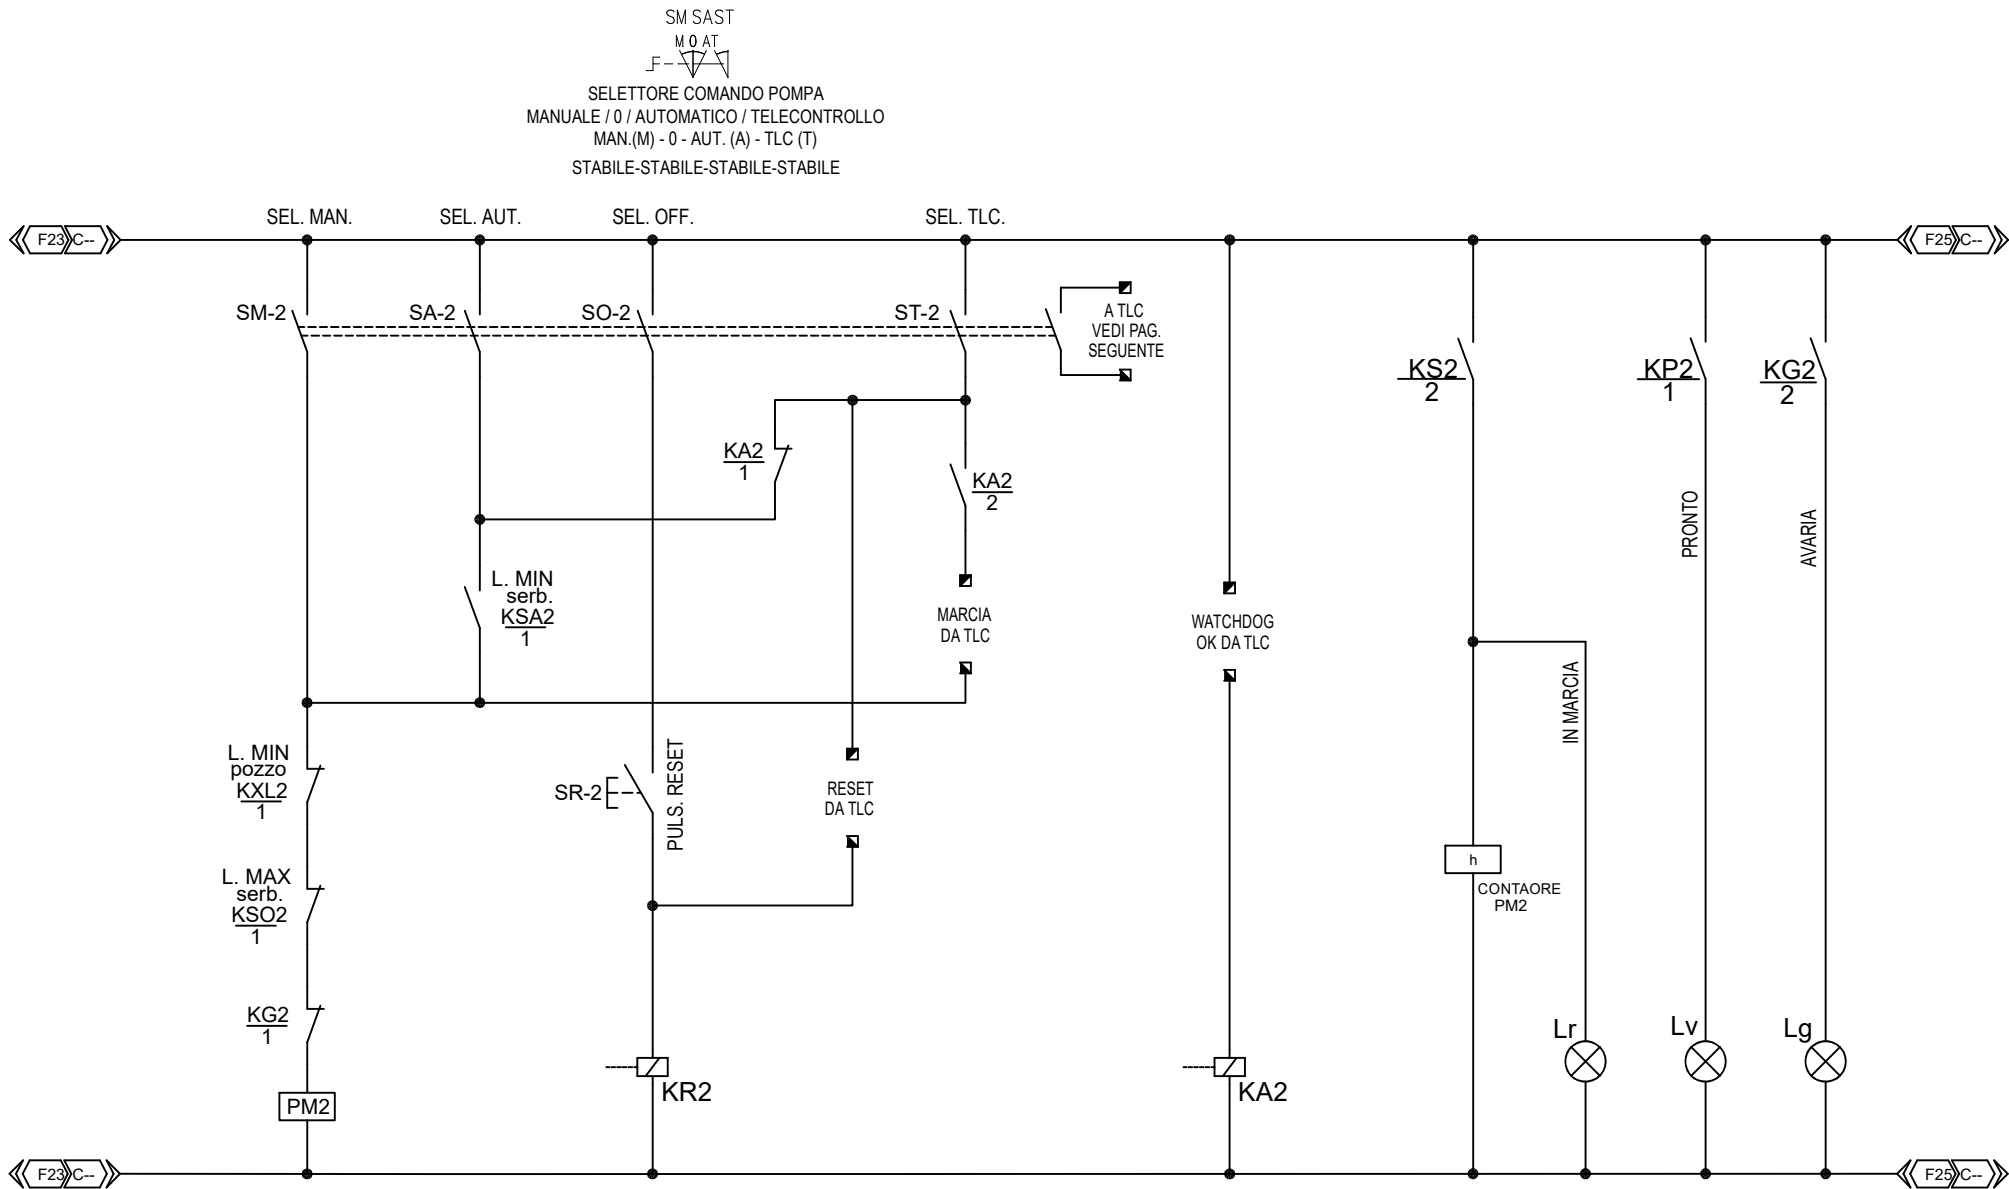 SM SAST
M 0 AT
SELETTORE COMANDO POMPA
MANUALE / 0 / AUTOMATICO / TELECONTROLLO
MAN.(M) - 0 - AUT. (A) - TLC (T)
STABILE-STABILE-STABILE-STABILE
SEL. MAN.
SEL. AUT.
SEL. OFF.
SEL. TLC.
F23 C--
F25 C--
SM-2
SA-2
SO-2
ST-2
A TLC
VEDI PAG.
SEGUENTE
KS2
2
KP2
1
KG2
2
KA2
1
KA2
2
PRONTO
AVARIA
L. MIN
serb.
KSA2
1
MARCIA
DA TLC
WATCHDOG
OK DA TLC
IN MARCIA
L. MIN
pozzo
KXL2
1
SR-2
PULS. RESET
RESET
DA TLC
L. MAX
serb.
KSO2
1
h
CONTAORE
PM2
KG2
1
Lr
Lv
Lg
PM2
KR2
KA2
F23 C--
F25 C--